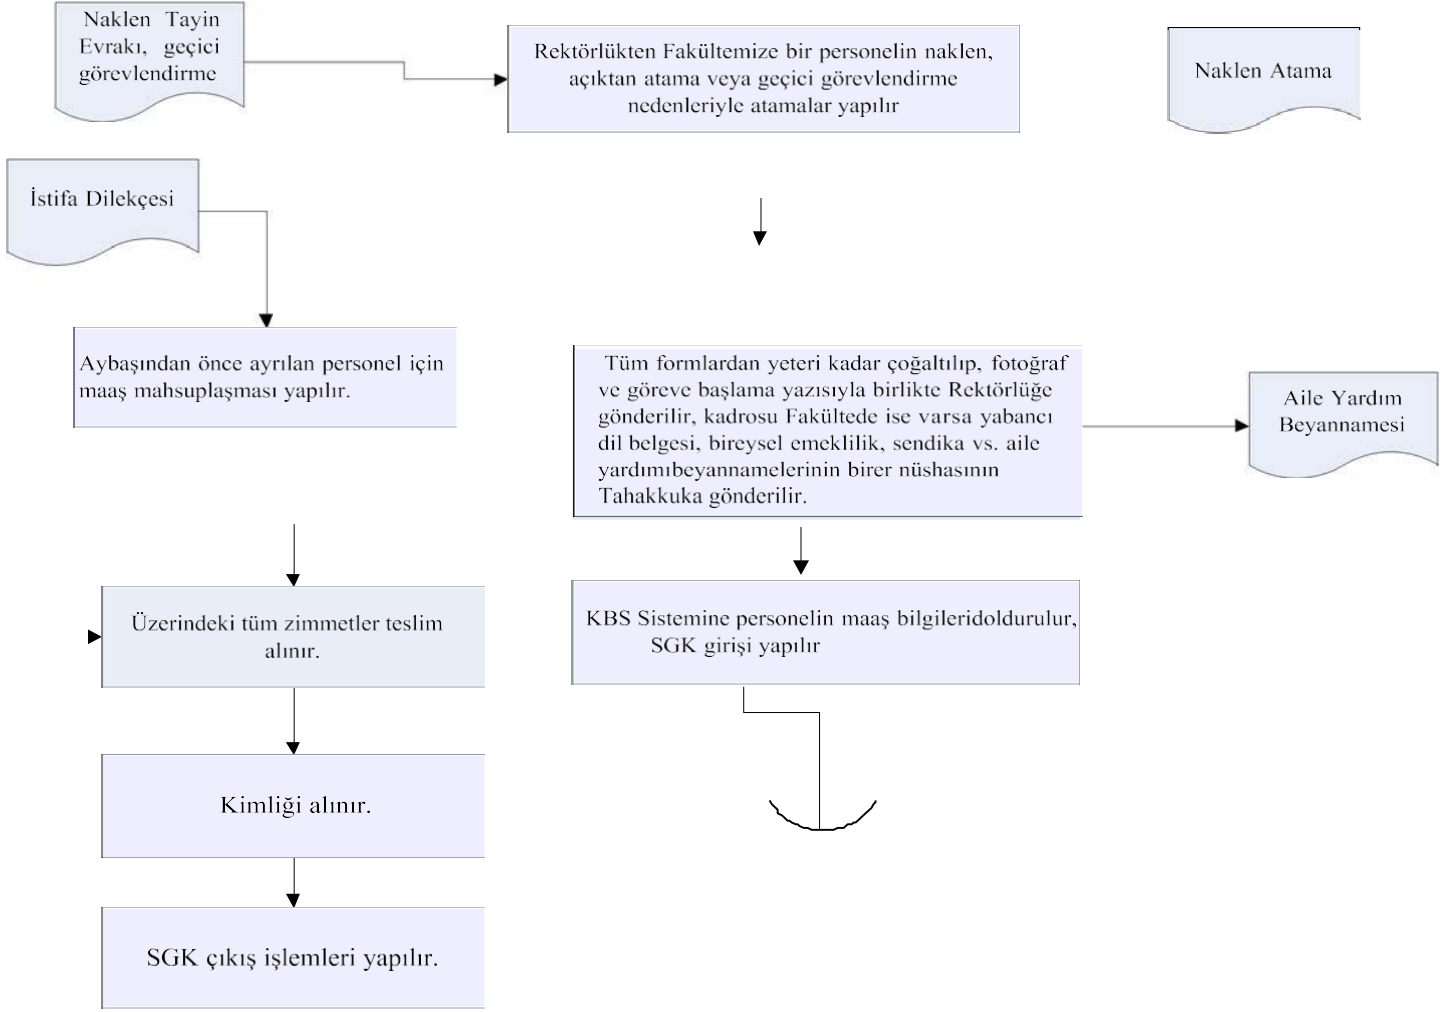 Naklen Tayin
Evrakı, geçici
görevlendirme
Rektörlükten Fakültemize bir personelin naklen,
açıktan atama veya geçici görevlendirme
nedenleriyle atamalar yapılır
Naklen Atama
İstifa Dilekçesi
Aybaşından önce ayrılan personel için
maaş mahsuplaşması yapılır.
Tüm formlardan yeteri kadar çoğaltılıp, fotoğraf
ve göreve başlama yazısıyla birlikte Rektörlüğe
gönderilir, kadrosu Fakültede ise varsa yabancı
dil belgesi, bireysel emeklilik, sendika vs. aile
yardımıbeyannamelerinin birer nüshasının
Tahakkuka gönderilir.
Aile Yardım
Beyannamesi
Üzerindeki tüm zimmetler teslim
alınır.
KBS Sistemine personelin maaş bilgileridoldurulur,
SGK girişi yapılır
Kimliği alınır.
SGK çıkış işlemleri yapılır.